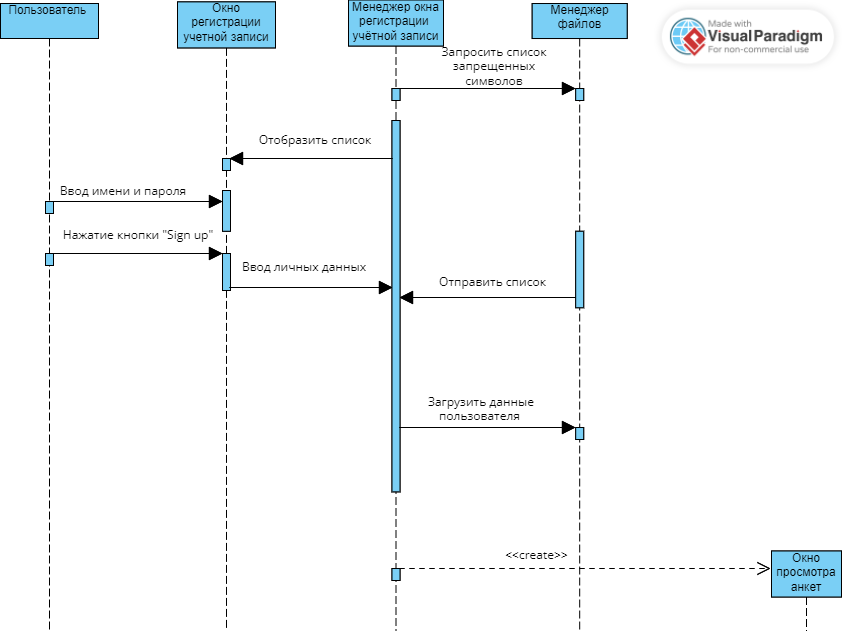 Пользователь
Окно
регистрации
учетной записи
Менеджер окна
регистрации
учётной записи
Менеджер
файлов
Made with
VisualParadigm
For non-commercial use
Запросить список
запрещенных
символов
Отобразить список
Ввод имени и пароля
Нажатие кнопки "Sign up"
Ввод личных данных
Отправить список
Загрузить данные
пользователя
<<create>>
Окно
просмотра
анкет